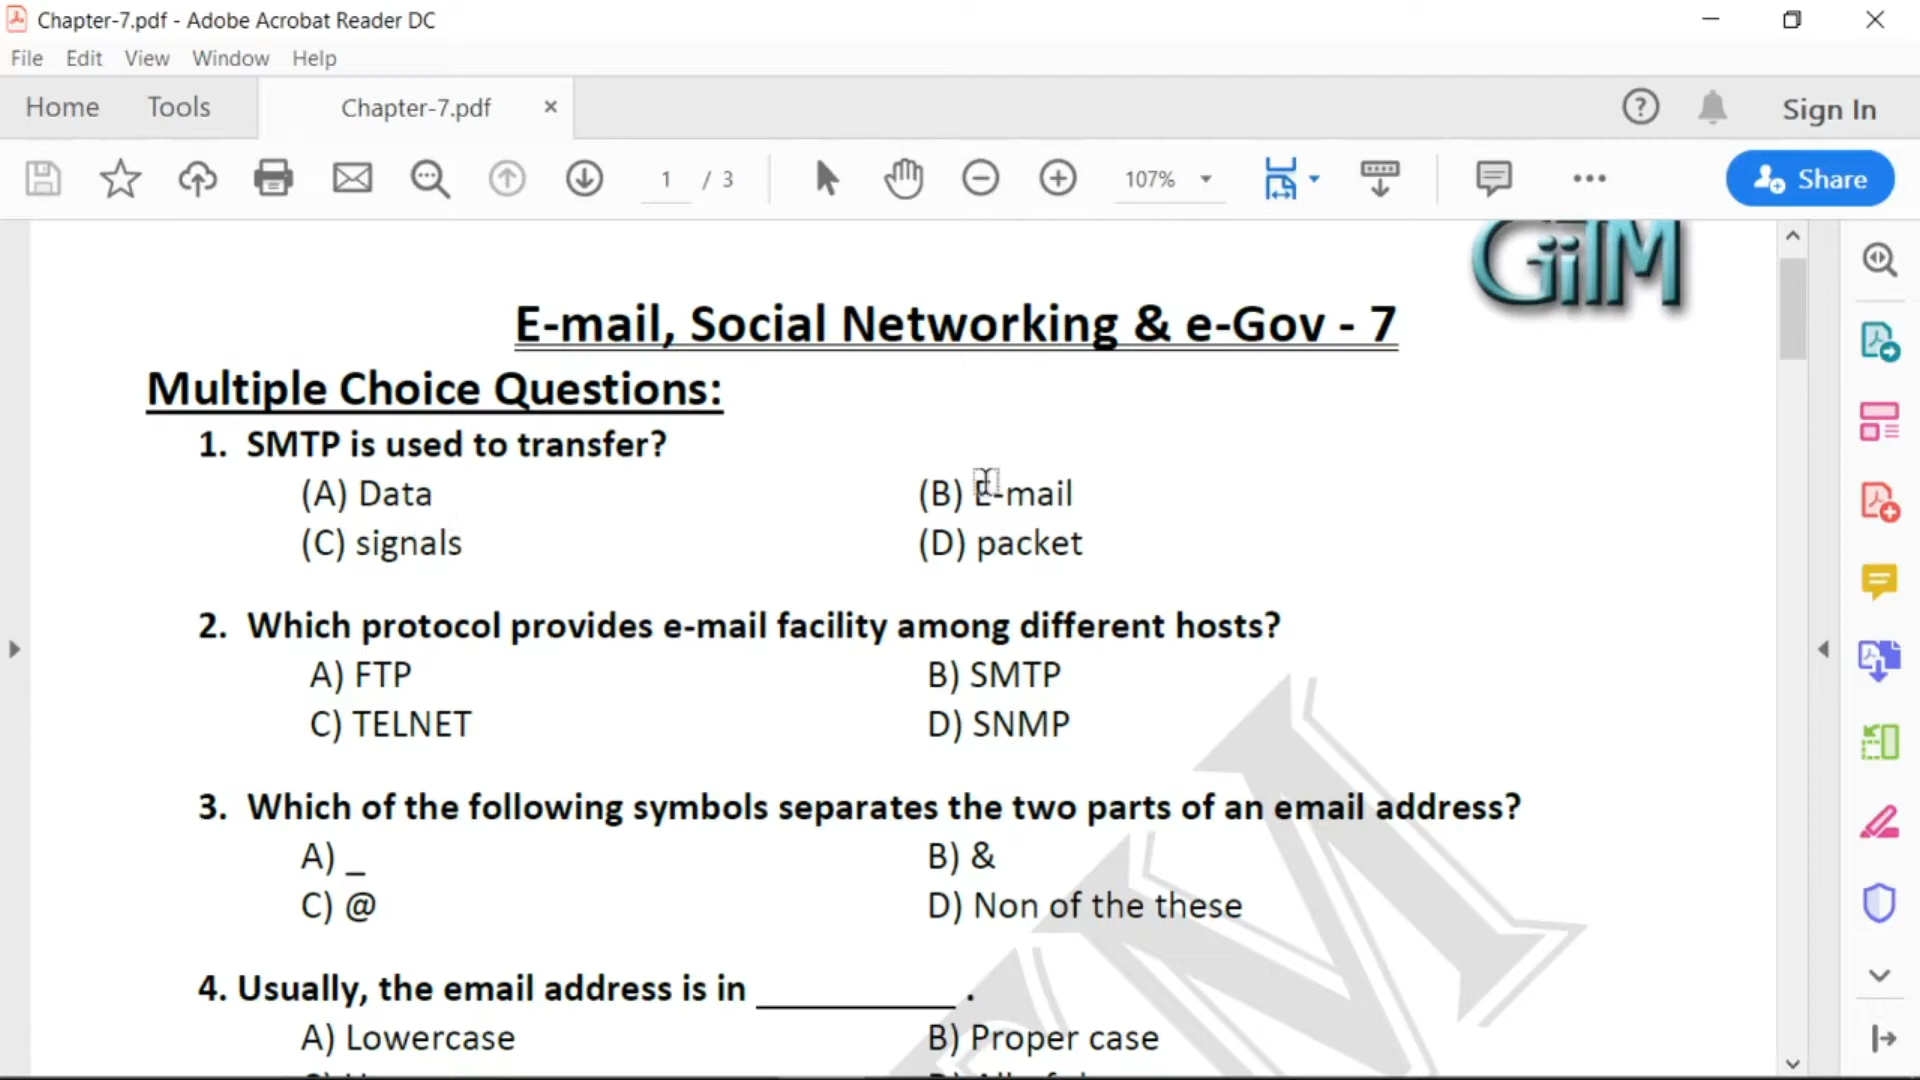 Chapter-7.pdf - Adobe Acrobat Reader DC
File Edit View Window Help
Home Tools Chapter-7.pdf × Sign In
1 / 3 107% Share
GiiTM
E-mail, Social Networking & e-Gov - 7
Multiple Choice Questions:
1. SMTP is used to transfer?
(A) Data (B) E-mail
(C) signals (D) packet
2. Which protocol provides e-mail facility among different hosts?
A) FTP B) SMTP
C) TELNET D) SNMP
3. Which of the following symbols separates the two parts of an email address?
A) _ B) &
C) @ D) Non of the these
4. Usually, the email address is in __________ .
A) Lowercase B) Proper case